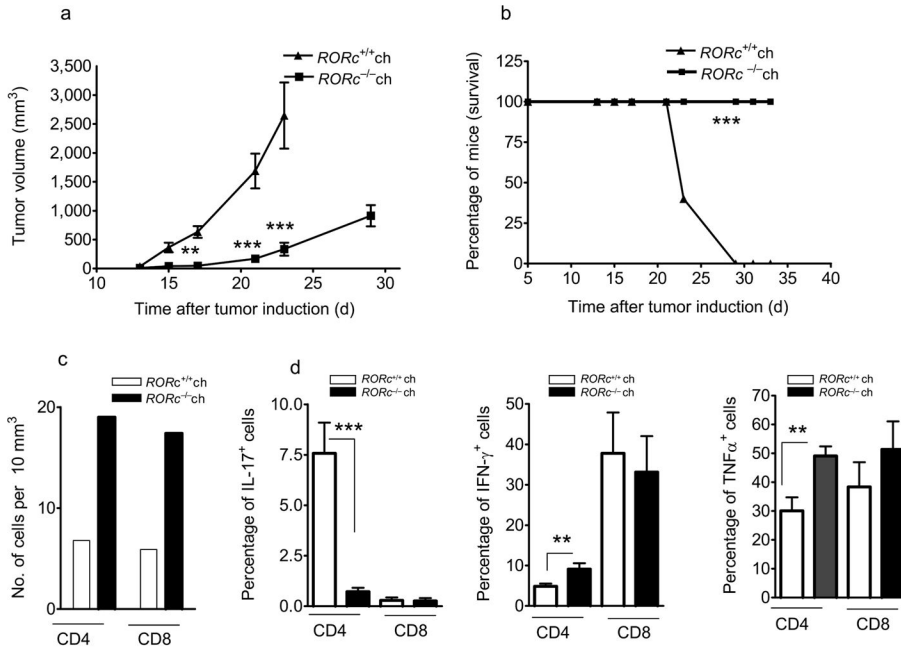 a
RORc+/+ch
RORc−/−ch
3,500
3,000
2,500
2,000
1,500
1,000
500
0
Tumor volume (mm3)
**
***
***
10 15 20 25 30
Time after tumor induction (d)
b
RORc+/+ch
RORc −/−ch
125
100
75
50
25
0
Percentage of mice (survival)
***
5 10 15 20 25 30 35 40
Time after tumor induction (d)
c
RORc+/+ch
RORc−/−ch
20
10
0
No. of cells per 10 mm3
CD4 CD8
d
RORc+/+ ch
RORc−/− ch
10.0
7.5
5.0
2.5
0.0
Percentage of IL-17+ cells
***
CD4 CD8
RORc+/+ ch
RORc−/− ch
50
40
30
20
10
0
Percentage of IFN-γ+ cells
**
CD4 CD8
RORc+/+ ch
RORc−/− ch
70
60
50
40
30
20
10
0
Percentage of TNFα+ cells
**
CD4 CD8